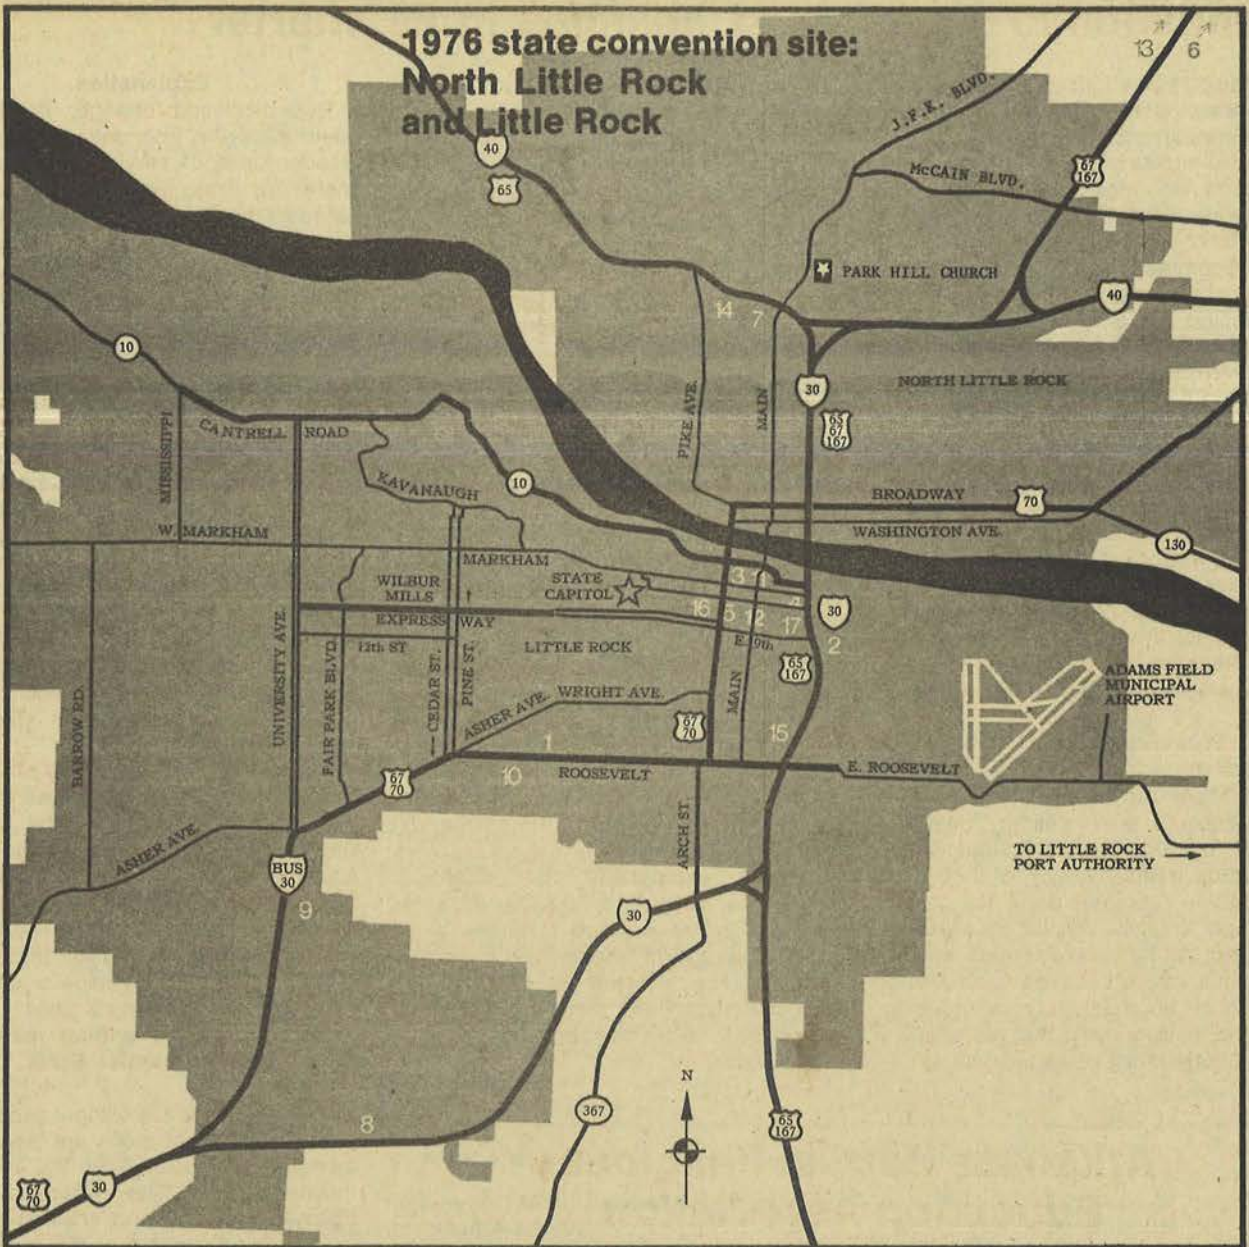 1976 state convention site:
North Little Rock
and Little Rock
13 6
J.F.K. BLVD.
40
65
67
167
McCAIN BLVD.
PARK HILL CHURCH
40
14 7
10
30
NORTH LITTLE ROCK
65
67
167
PIKE AVE.
MAIN
MISSISSIPPI
CANTRELL ROAD
KAVANAUGH
10
BROADWAY
70
WASHINGTON AVE.
130
W. MARKHAM
MARKHAM
WILBUR
MILLS
EXPRESS WAY
STATE
CAPITOL
3 11
4
16 5 12 17
30
2
E. 9th
12th ST
LITTLE ROCK
65
167
UNIVERSITY AVE.
FAIR PARK BLVD.
CEDAR ST.
PINE ST.
ASHER AVE.
WRIGHT AVE.
67
70
MAIN
15
ADAMS FIELD
MUNICIPAL
AIRPORT
BARROW RD.
1
10
ROOSEVELT
E. ROOSEVELT
67
70
ARCH ST.
ASHER AVE.
BUS
30
9
TO LITTLE ROCK
PORT AUTHORITY
30
N
367
65
167
8
30
67
70